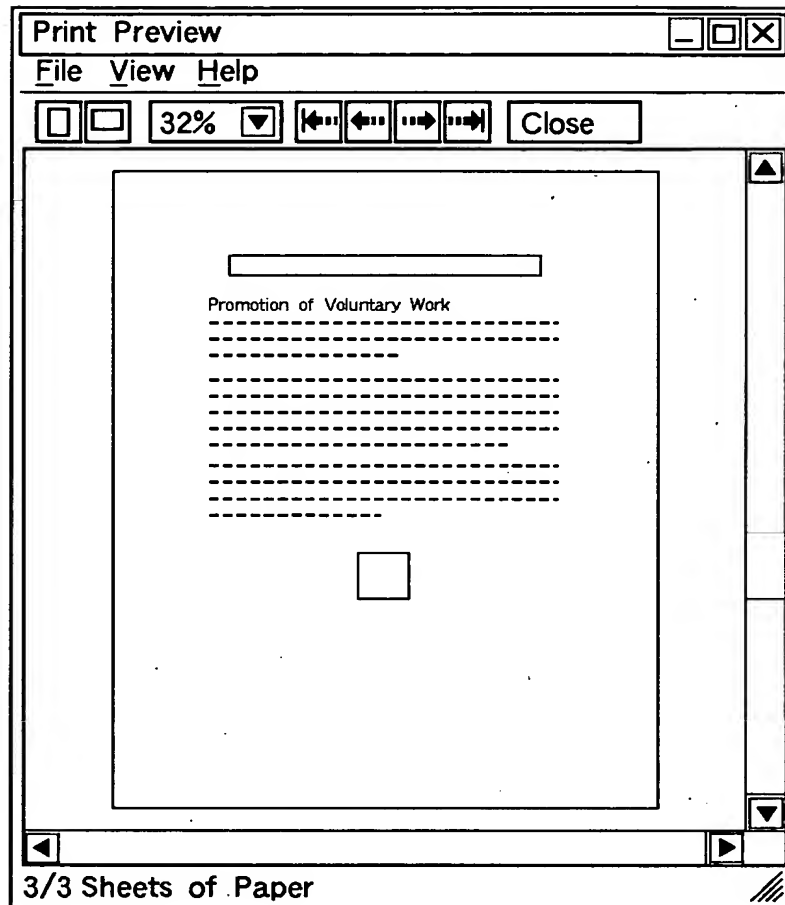 Print Preview
File View Help
32% Close
Promotion of Voluntary Work
3/3 Sheets of Paper